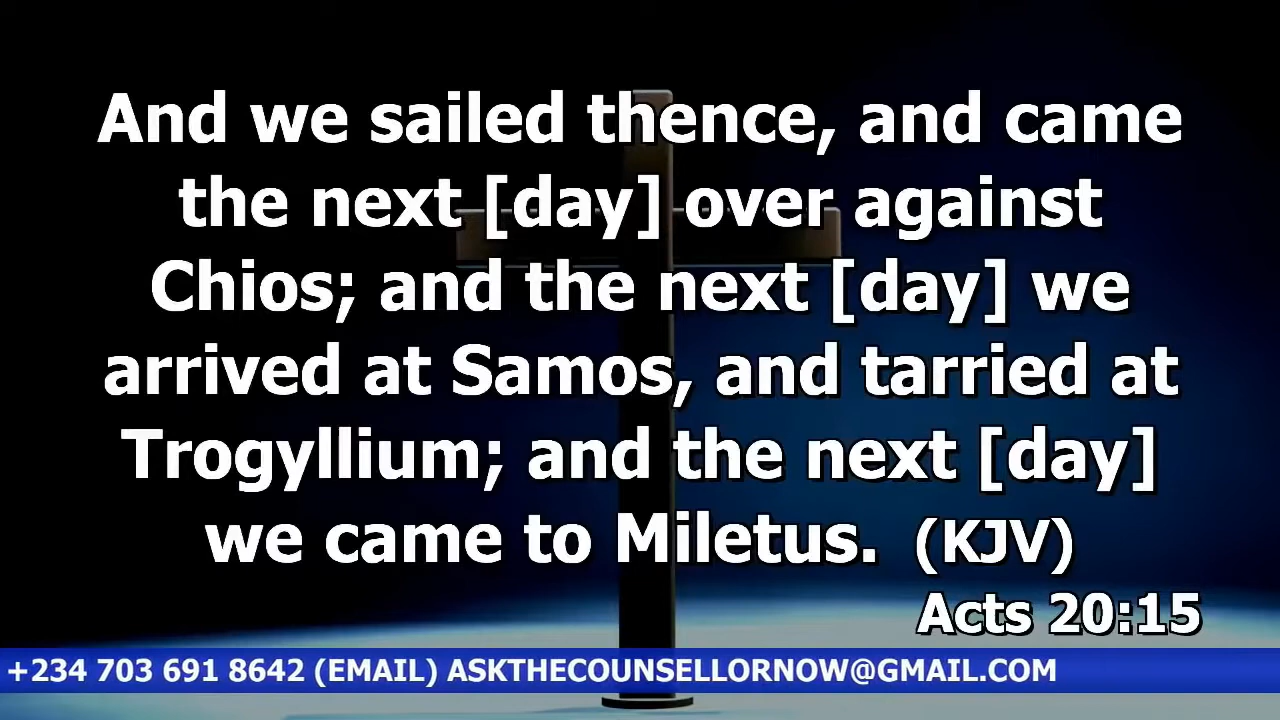 And we sailed thence, and came
the next [day] over against
Chios; and the next [day] we
arrived at Samos, and tarried at
Trogyllium; and the next [day]
we came to Miletus. (KJV)
Acts 20:15
+234 703 691 8642 (EMAIL) ASKTHECOUNSELLORNOW@GMAIL.COM